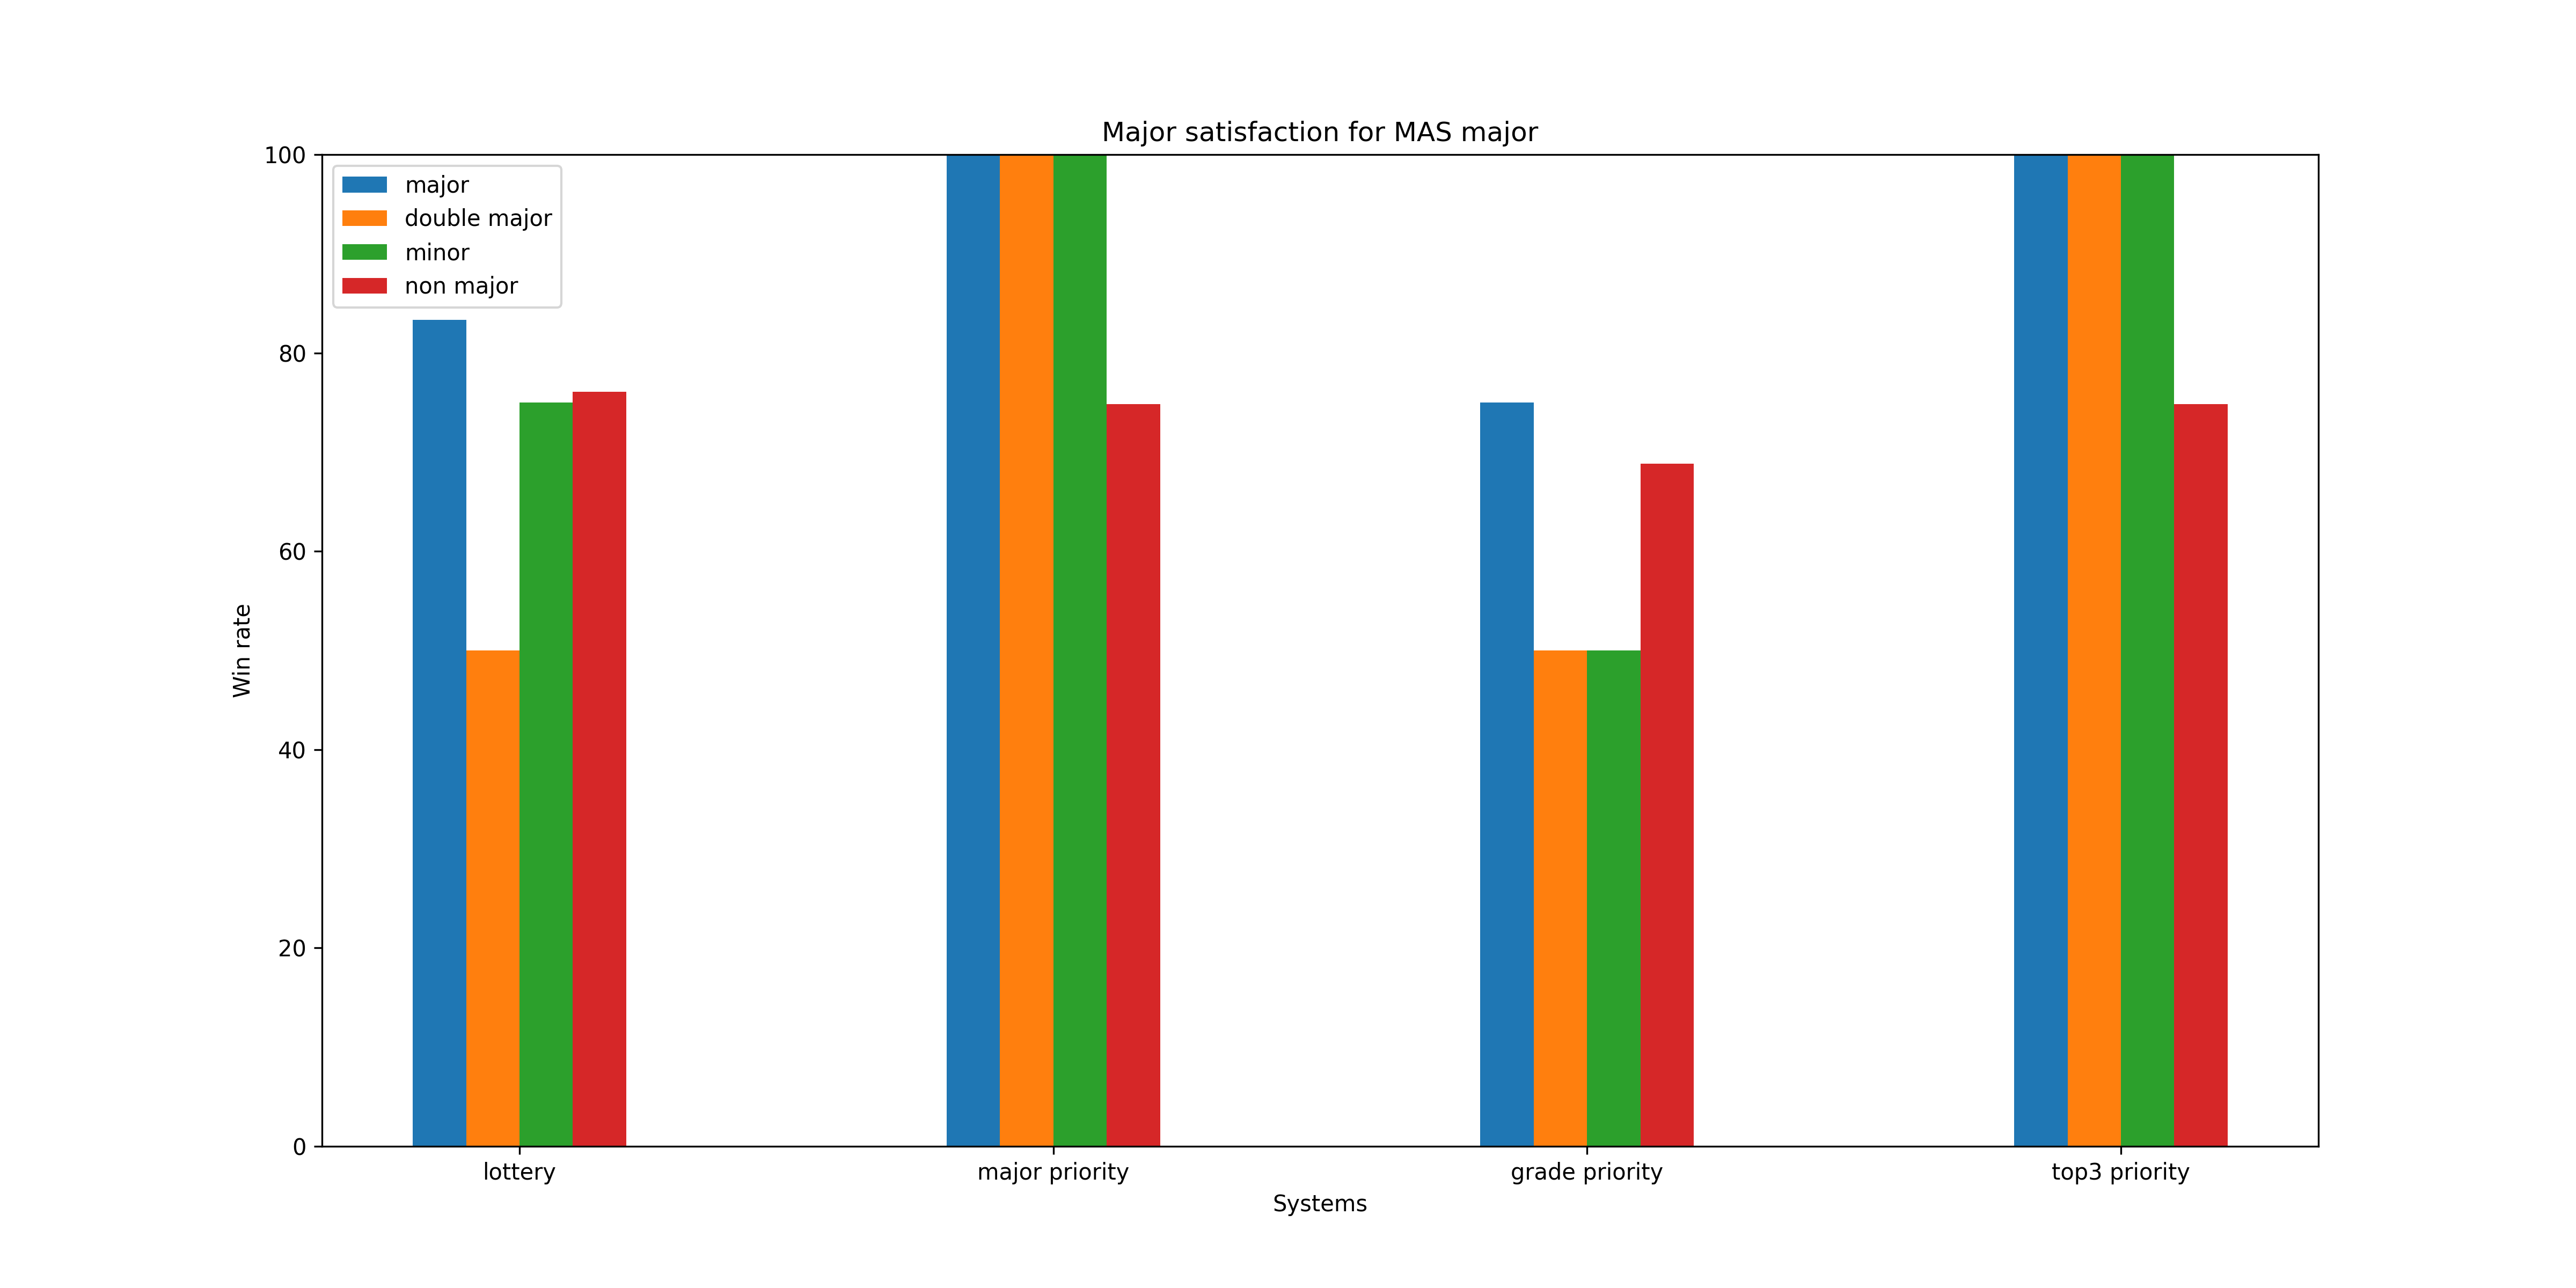 Major satisfaction for MAS major
100
80
60
40
20
0
Win rate
major
double major
minor
non major
lottery
major priority
grade priority
top3 priority
Systems